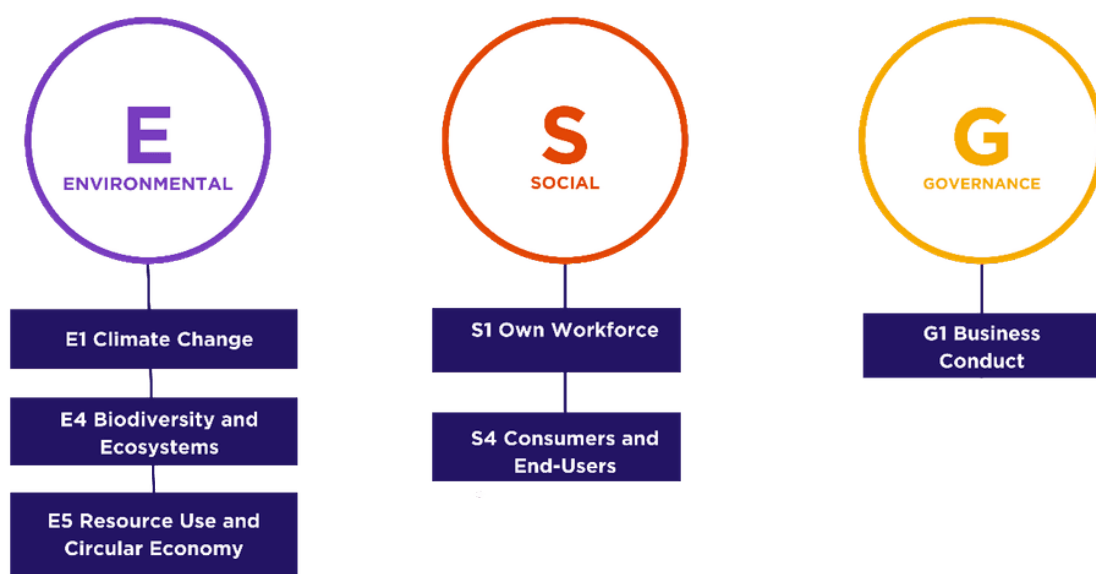 E
ENVIRONMENTAL
E1 Climate Change
E4 Biodiversity and
Ecosystems
E5 Resource Use and
Circular Economy
S
SOCIAL
S1 Own Workforce
S4 Consumers and
End-Users
G
GOVERNANCE
G1 Business
Conduct